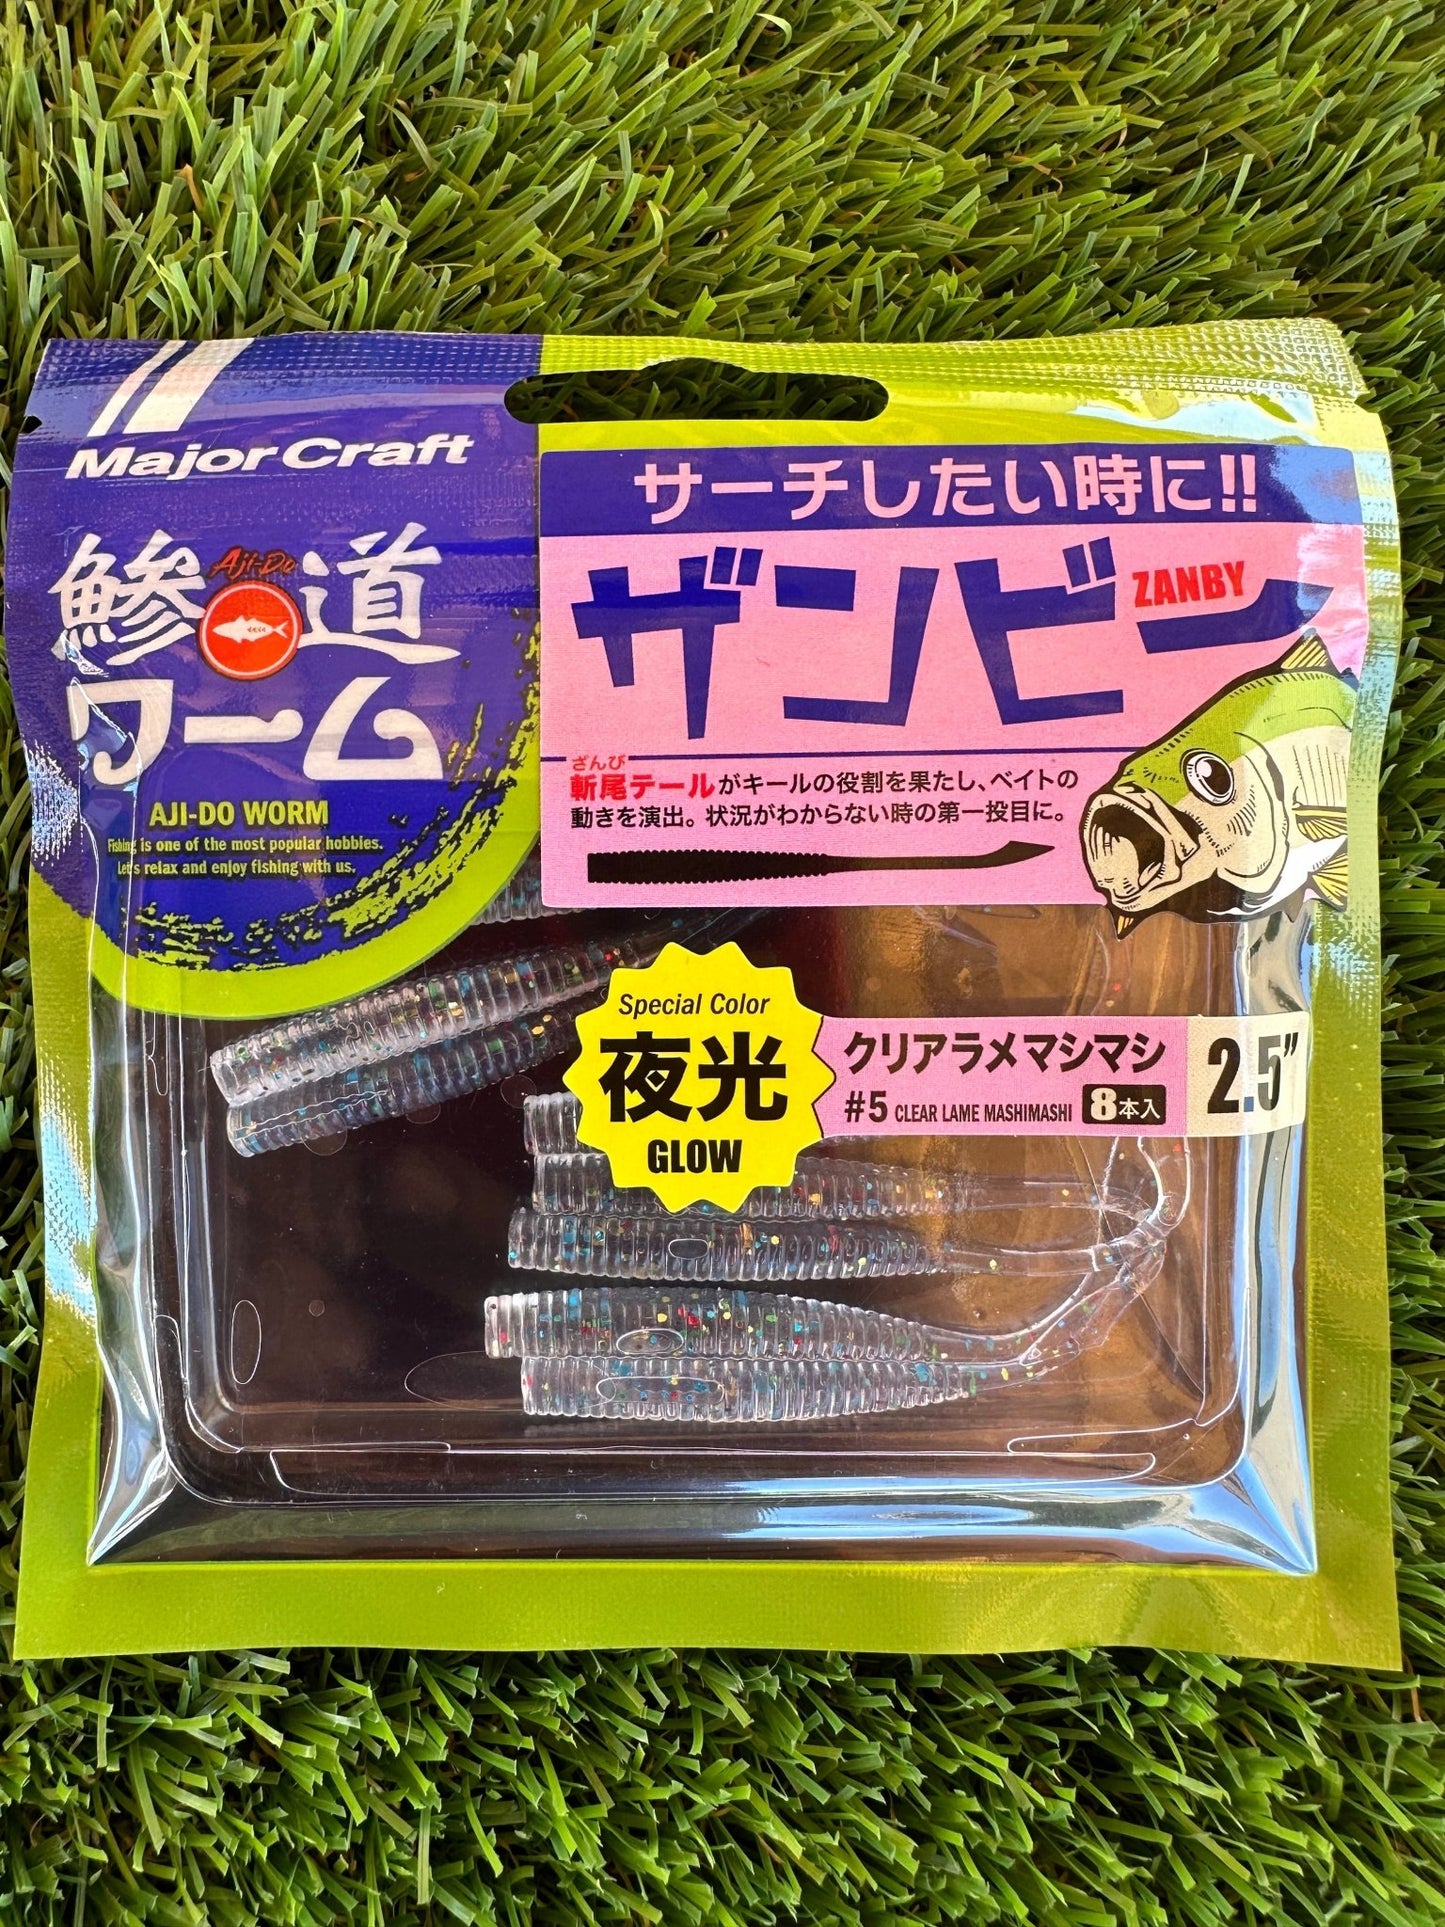 Major Craft
鯵道
Aji-Do
ワーム
AJI-DO WORM
Fishing is one of the most popular hobbies.
Let's relax and enjoy fishing with us.
サーチしたい時に!!
ザンビー
ZANBY
ざんび
斬尾テールがキールの役割を果たし、ベイトの
動きを演出。状況がわからない時の第一投目に。
Special Color
夜光
GLOW
クリアラメマシマシ
#5 CLEAR LAME MASHIMASHI 8本入
2.5"